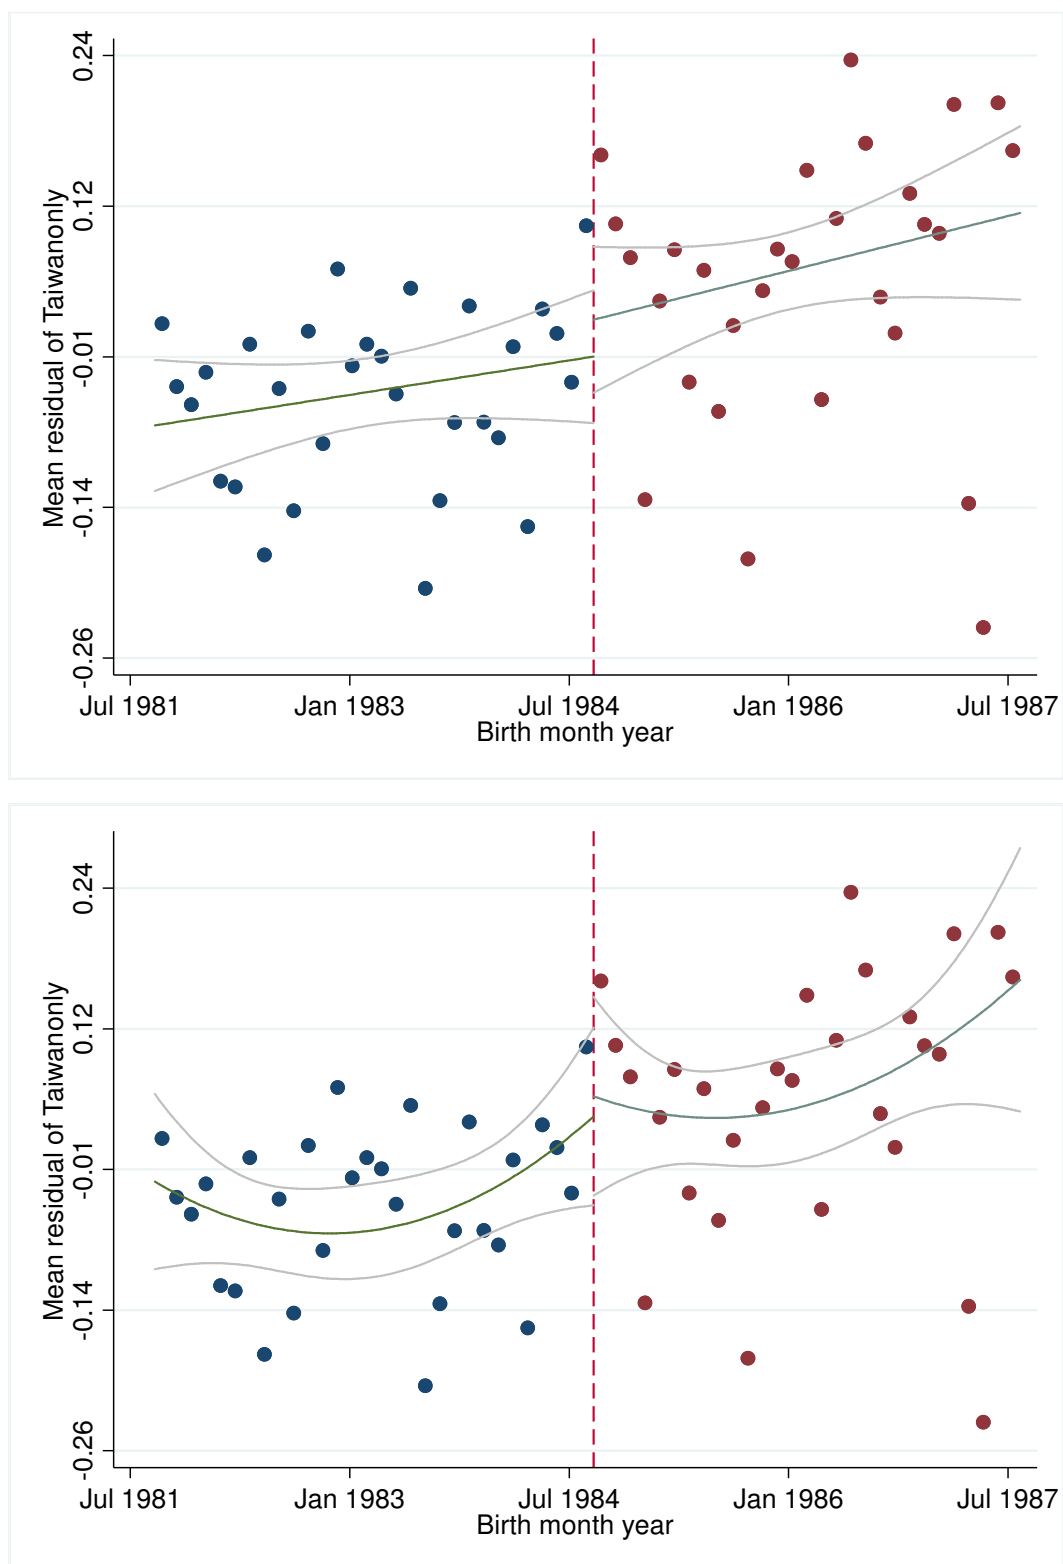 Mean residual of Taiwanonly
0.24
0.12
-0.01
-0.14
-0.26
Jul 1981 Jan 1983 Jul 1984 Jan 1986 Jul 1987
Birth month year
Mean residual of Taiwanonly
0.24
0.12
-0.01
-0.14
-0.26
Jul 1981 Jan 1983 Jul 1984 Jan 1986 Jul 1987
Birth month year